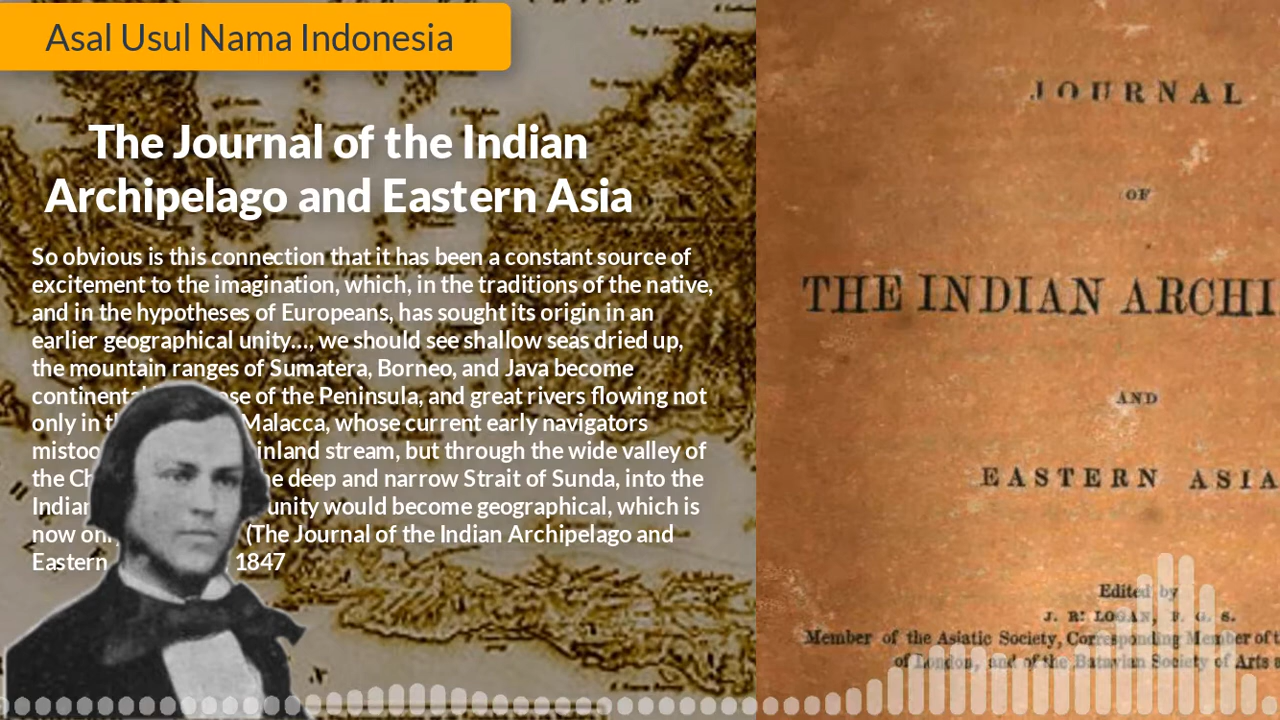 Asal Usul Nama Indonesia
The Journal of the Indian
Archipelago and Eastern Asia
So obvious is this connection that it has been a constant source of
excitement to the imagination, which, in the traditions of the native,
and in the hypotheses of Europeans, has sought its origin in an
earlier geographical unity..., we should see shallow seas dried up,
the mountain ranges of Sumatera, Borneo, and Java become
of the Peninsula, and great rivers flowing not
only in Malacca, whose current early navigators
inland stream, but through the wide valley of
the deep and narrow Strait of Sunda, into the
unity would become geographical, which is
now (The Journal of the Indian Archipelago and
Eastern 1847
JOURNAL
OF
THE INDIAN ARCHI
AND
EASTERN ASIA
Edited by
J. R. LOGAN, F. G. S.
Member of the Asiatic Society, Corresponding Member of
of London, and of the Batavian Society of Arts